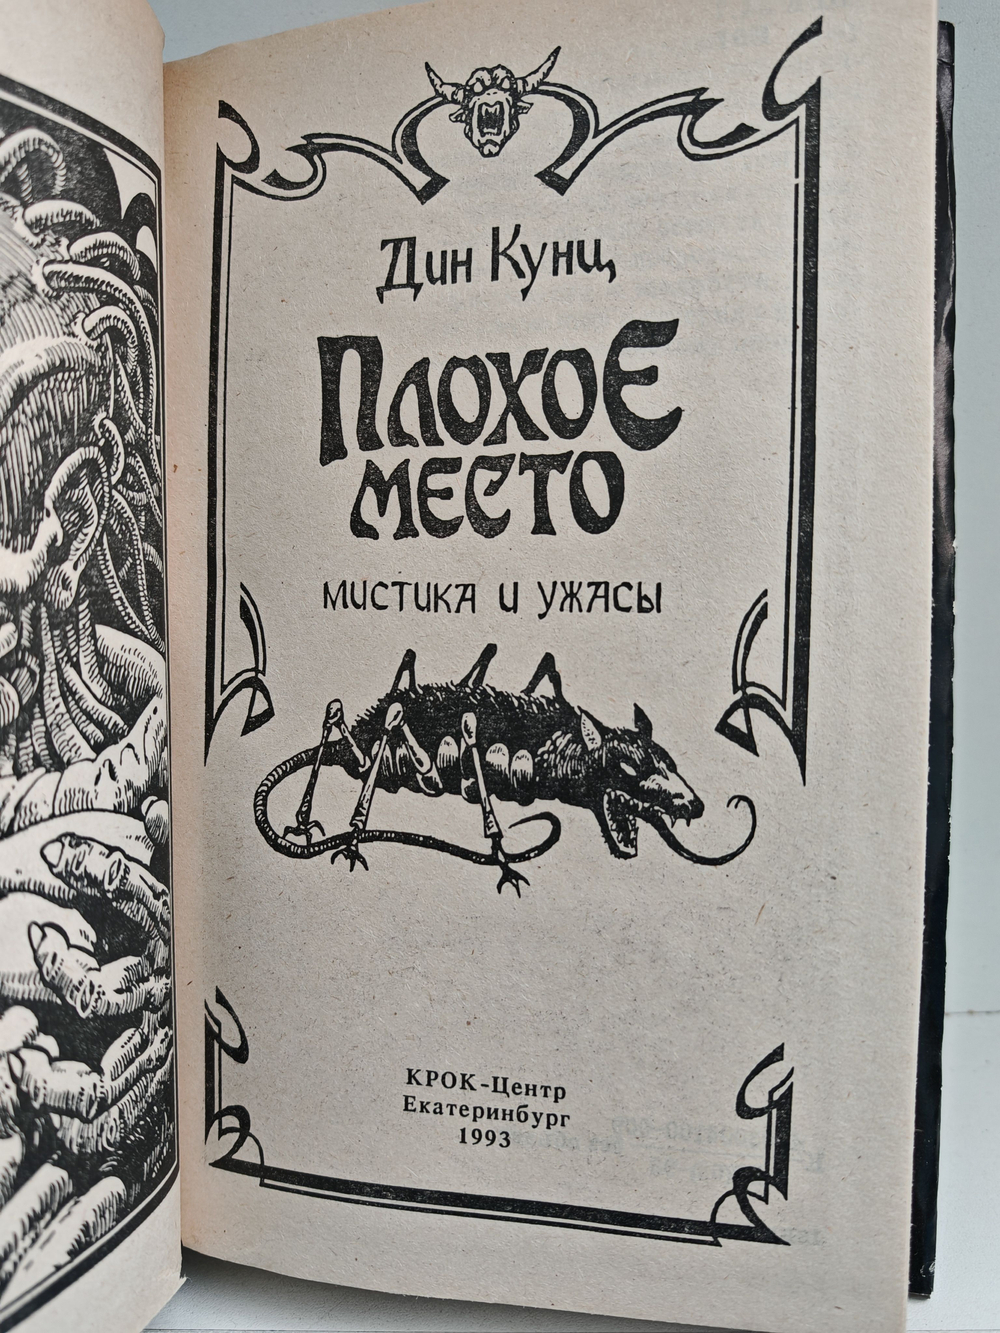 Дин Кунц
ПЛОХОЕ
МЕСТО
МИСТИКА И УЖАСЫ
КРОК-Центр
Екатеринбург
1993